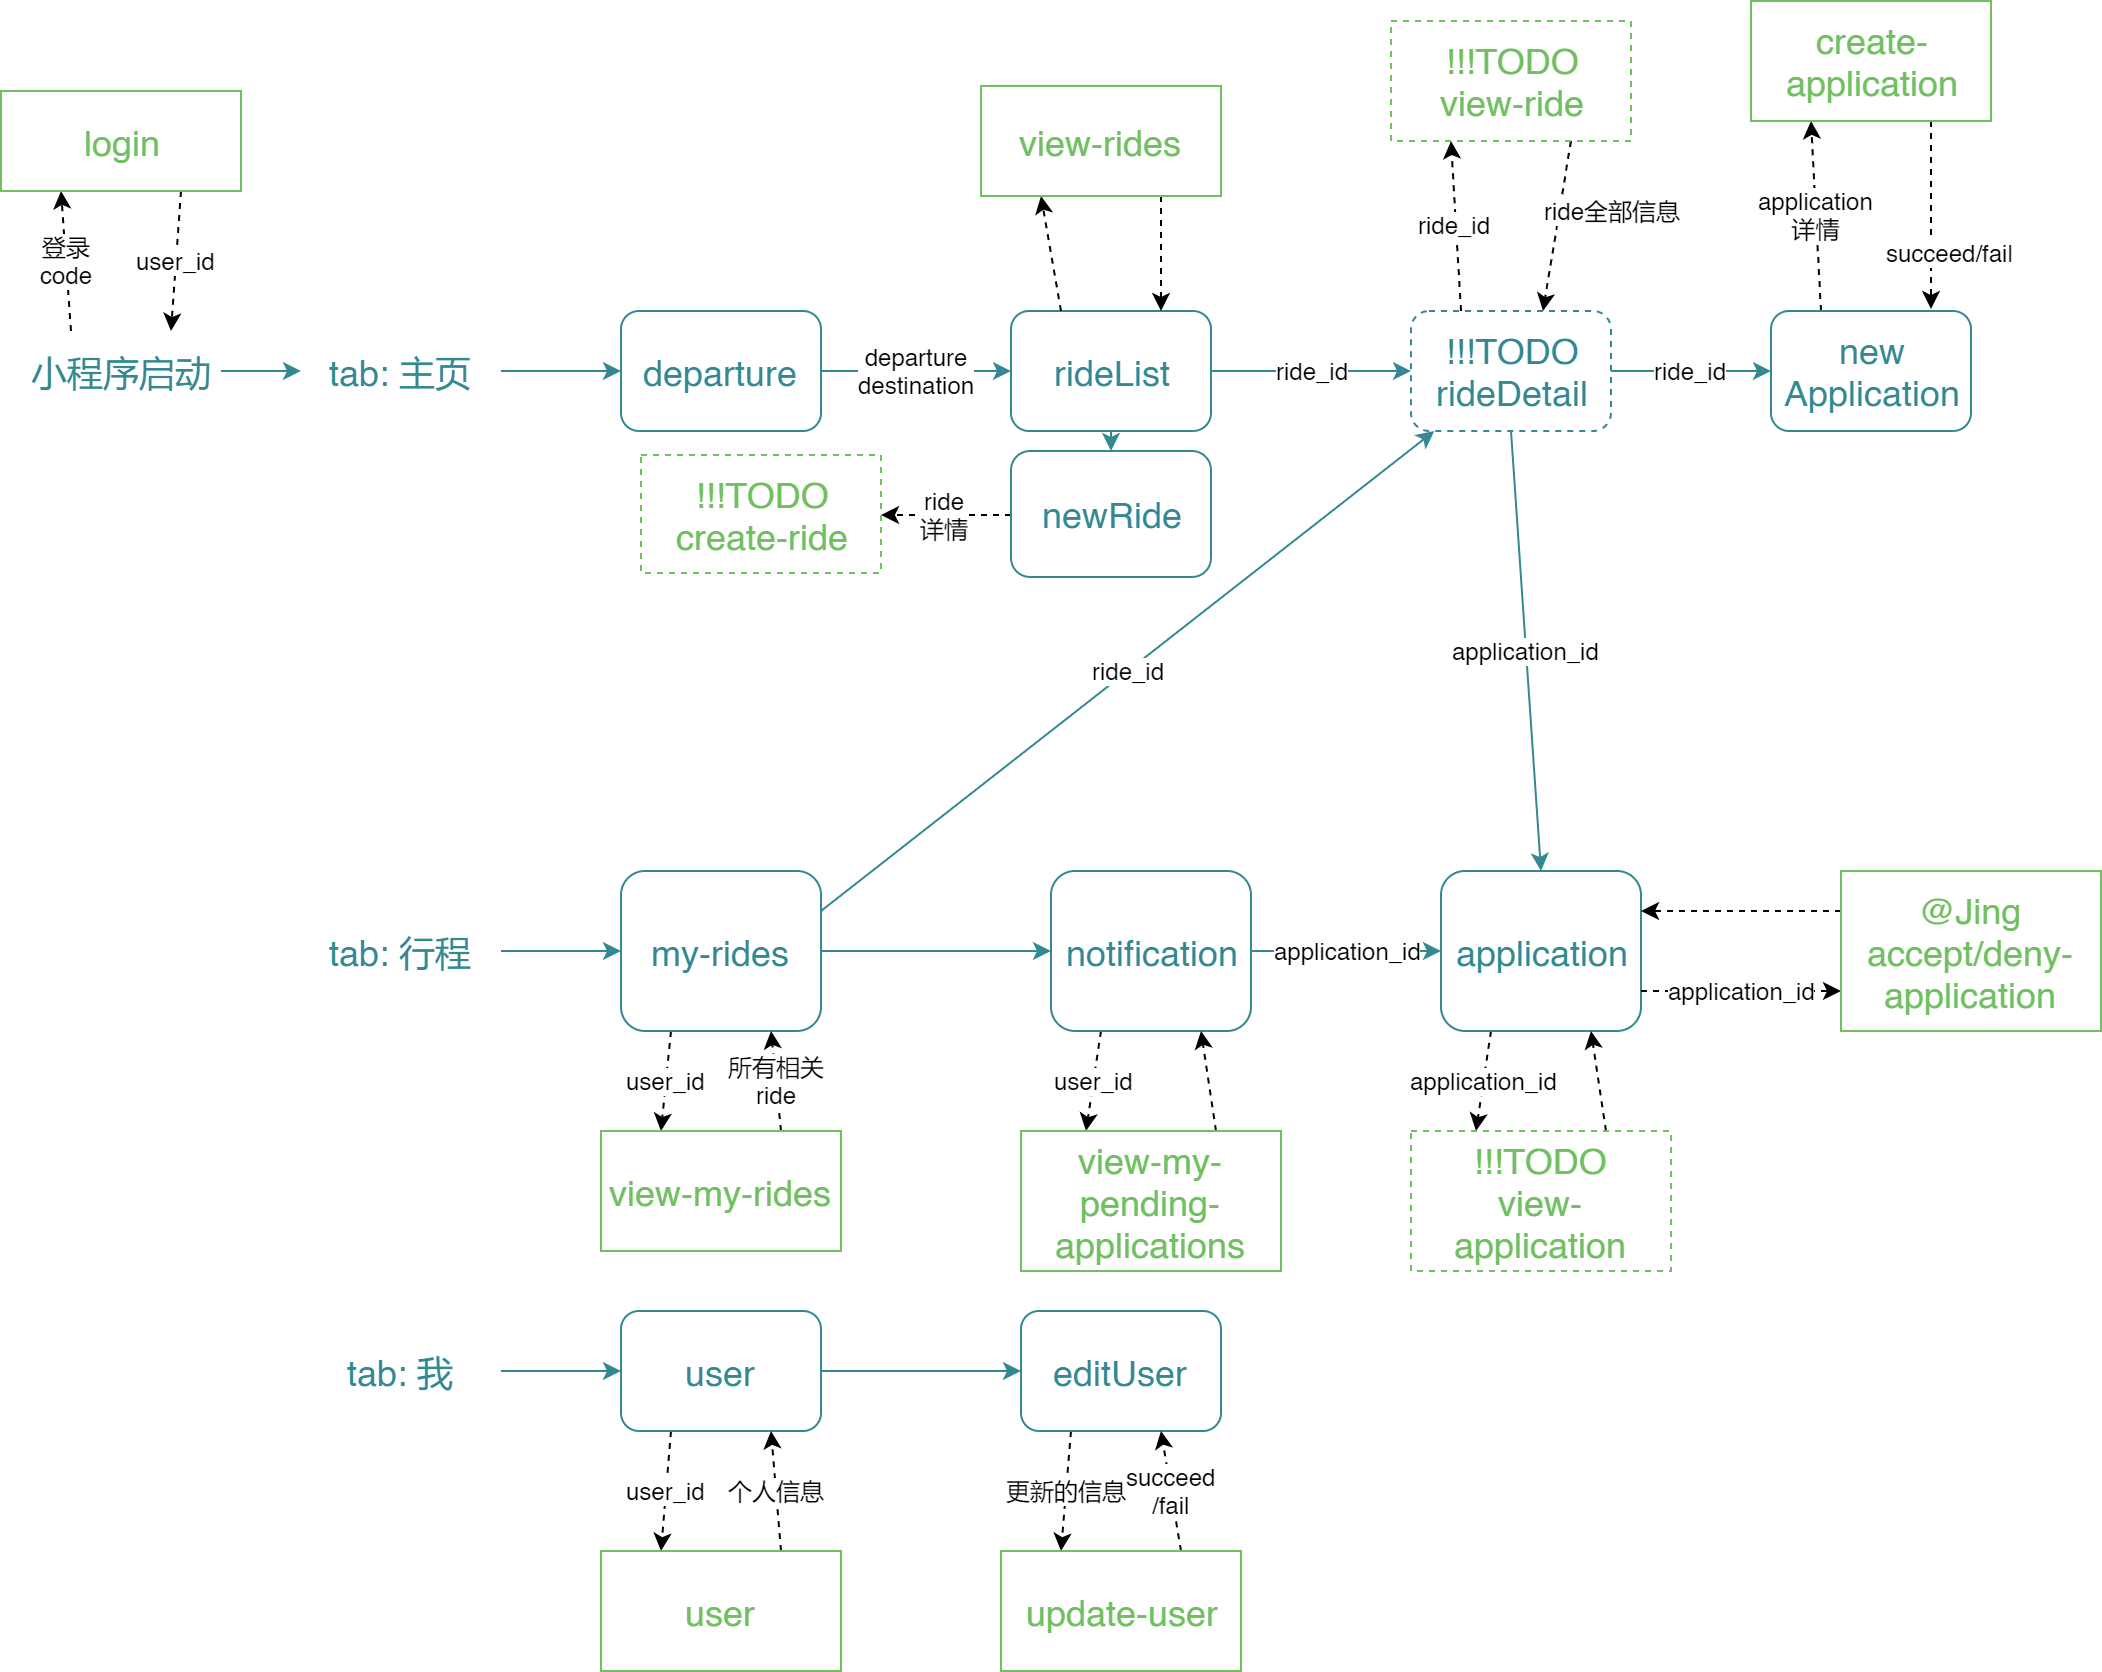 create-
application
!!!TODO
view-ride
login
view-rides
登录
code
user_id
ride_id
ride全部信息
application
详情
succeed/fail
小程序启动
tab: 主页
departure
departure
destination
rideList
ride_id
!!!TODO
rideDetail
ride_id
new
Application
!!!TODO
create-ride
ride
详情
newRide
ride_id
application_id
tab: 行程
my-rides
notification
application_id
application
application_id
@Jing
accept/deny-
application
user_id
所有相关
ride
user_id
application_id
view-my-rides
view-my-
pending-
applications
!!!TODO
view-
application
tab: 我
user
editUser
user_id
个人信息
更新的信息
succeed
/fail
user
update-user